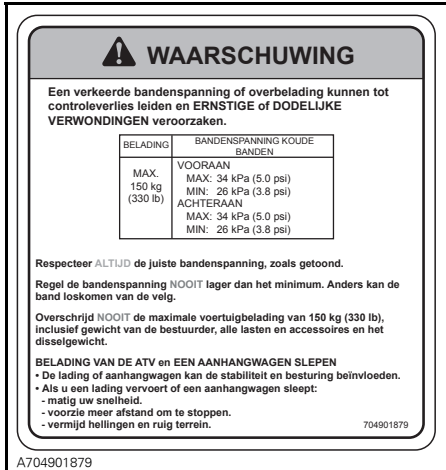 WAARSCHUWING
Een verkeerde bandenspanning of overbelading kunnen tot
controleverlies leiden en ERNSTIGE of DODELIJKE
VERWONDINGEN veroorzaken.
BELADING
BANDENSPANNING KOUDE
BANDEN
MAX.
150 kg
(330 lb)
VOORAAN
MAX: 34 kPa (5.0 psi)
MIN: 26 kPa (3.8 psi)
ACHTERAAN
MAX: 34 kPa (5.0 psi)
MIN: 26 kPa (3.8 psi)
Respecteer ALTIJD de juiste bandenspanning, zoals getoond.
Regel de bandenspanning NOOIT lager dan het minimum. Anders kan de
band loskomen van de velg.
Overschrijd NOOIT de maximale voertuigbelading van 150 kg (330 lb),
inclusief gewicht van de bestuurder, alle lasten en accessoires en het
disselgewicht.
BELADING VAN DE ATV en EEN AANHANGWAGEN SLEPEN
• De lading of aanhangwagen kan de stabiliteit en besturing beïnvloeden.
• Als u een lading vervoert of een aanhangwagen sleept:
- matig uw snelheid.
- voorzie meer afstand om te stoppen.
- vermijd hellingen en ruig terrein.
704901879
A704901879